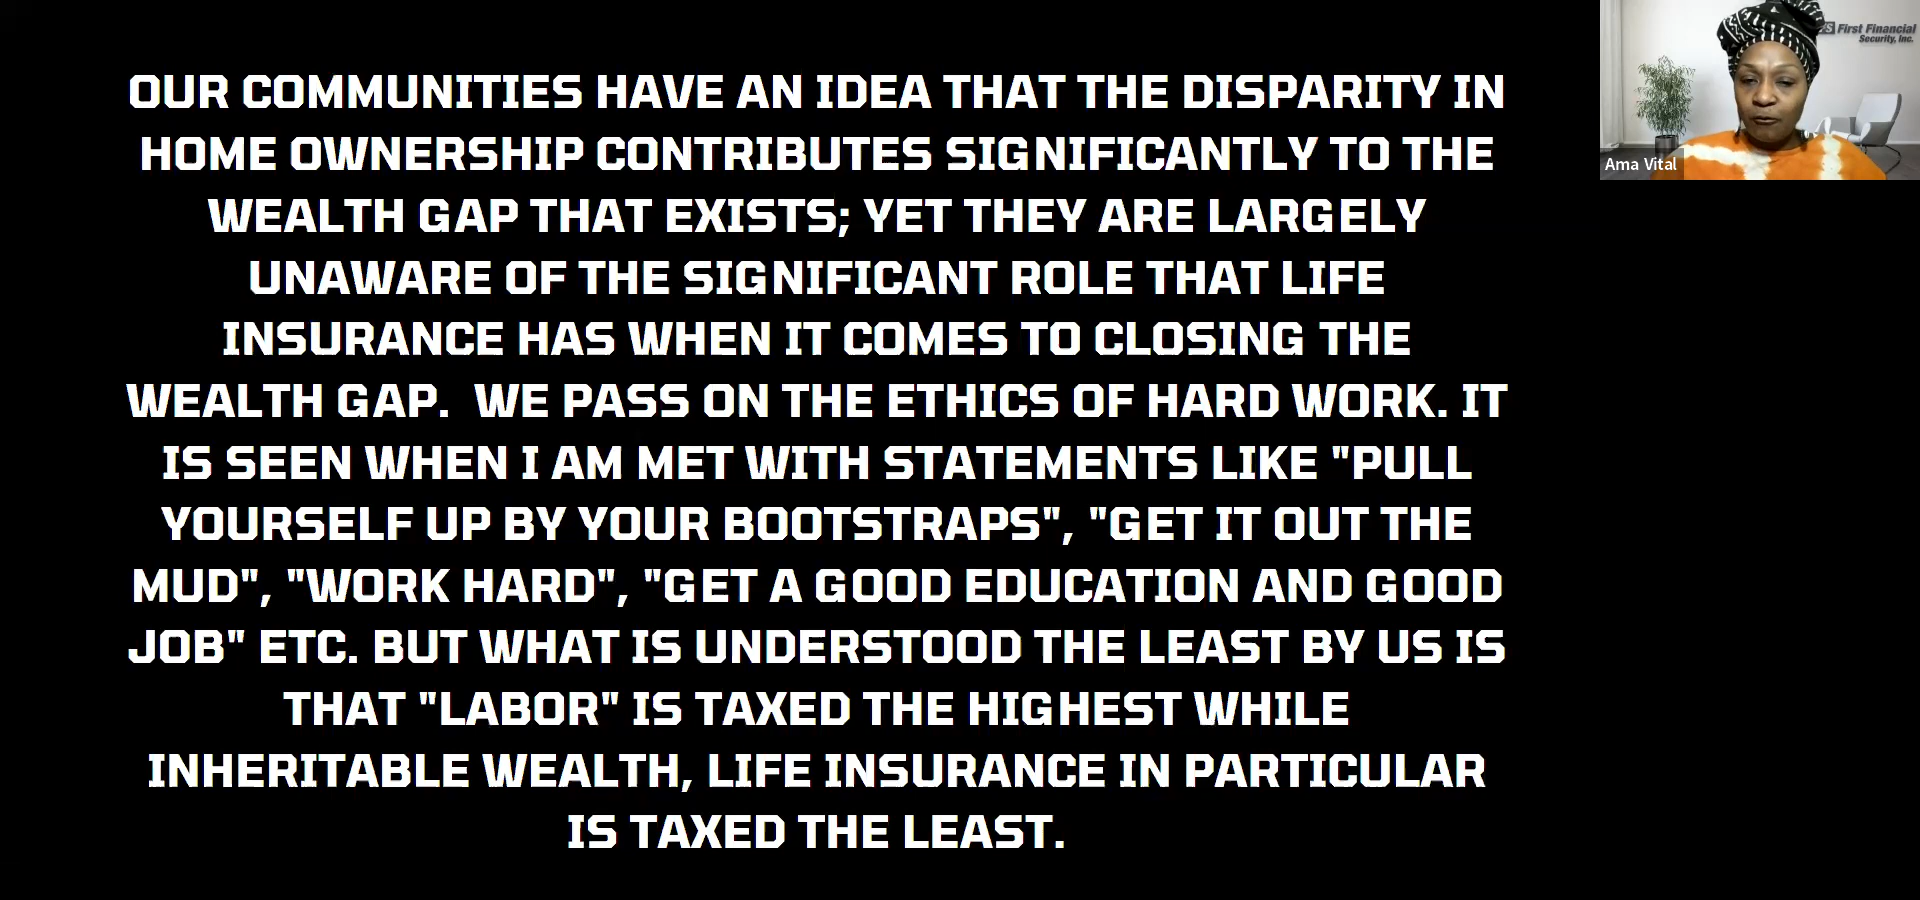 OUR COMMUNITIES HAVE AN IDEA THAT THE DISPARITY IN
HOME OWNERSHIP CONTRIBUTES SIGNIFICANTLY TO THE
WEALTH GAP THAT EXISTS; YET THEY ARE LARGELY
UNAWARE OF THE SIGNIFICANT ROLE THAT LIFE
INSURANCE HAS WHEN IT COMES TO CLOSING THE
WEALTH GAP.  WE PASS ON THE ETHICS OF HARD WORK. IT
IS SEEN WHEN I AM MET WITH STATEMENTS LIKE "PULL
YOURSELF UP BY YOUR BOOTSTRAPS", "GET IT OUT THE
MUD", "WORK HARD", "GET A GOOD EDUCATION AND GOOD
JOB" ETC. BUT WHAT IS UNDERSTOOD THE LEAST BY US IS
THAT "LABOR" IS TAXED THE HIGHEST WHILE
INHERITABLE WEALTH, LIFE INSURANCE IN PARTICULAR
IS TAXED THE LEAST.
First Financial
Security, Inc.
Ama Vital